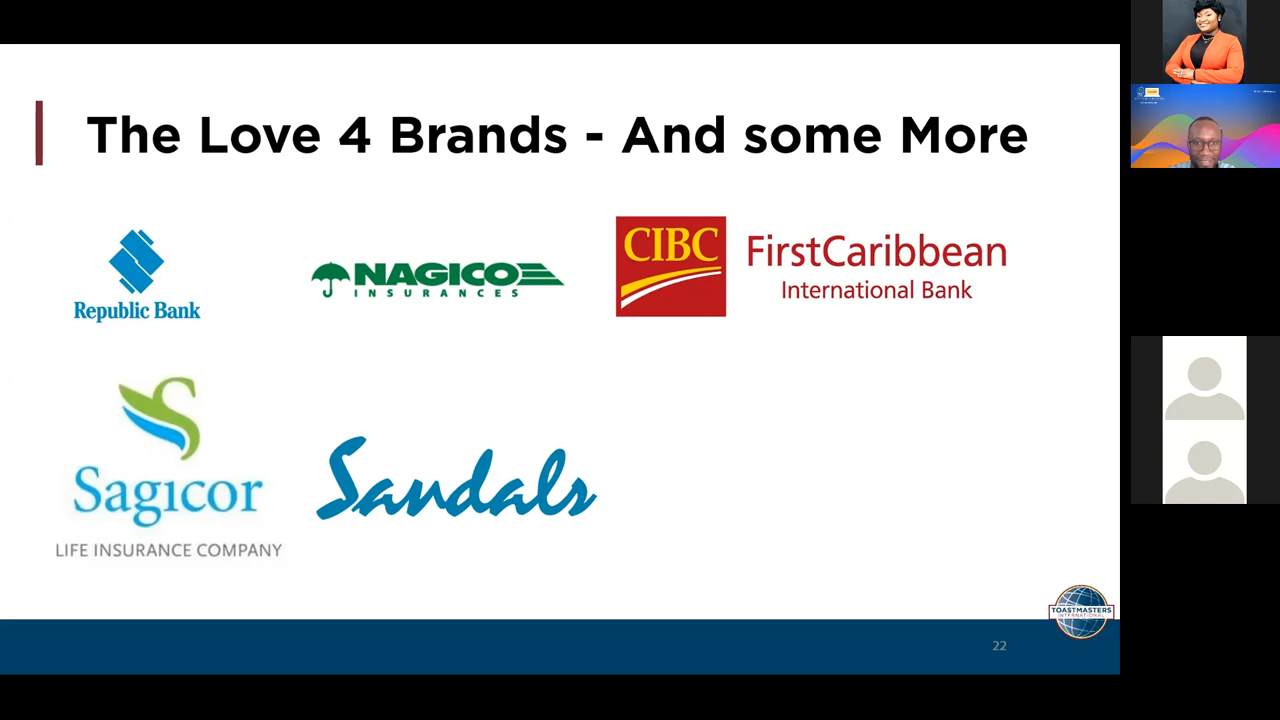 The Love 4 Brands - And some More
Republic Bank
NAGICO
INSURANCES
CIBC
FirstCaribbean
International Bank
Sagicor
LIFE INSURANCE COMPANY
Sandals
TOASTMASTERS
INTERNATIONAL
22